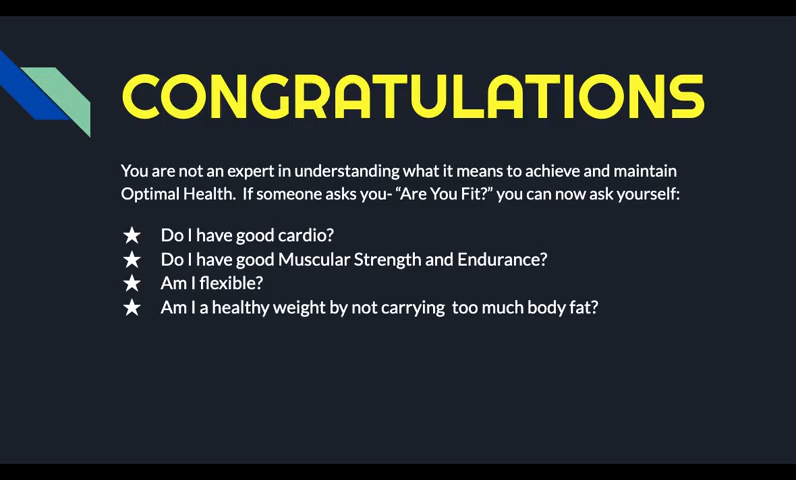 CONGRATULATIONS
You are not an expert in understanding what it means to achieve and maintain
Optimal Health.  If someone asks you- “Are You Fit?” you can now ask yourself:
★ Do I have good cardio?
★ Do I have good Muscular Strength and Endurance?
★ Am I flexible?
★ Am I a healthy weight by not carrying  too much body fat?